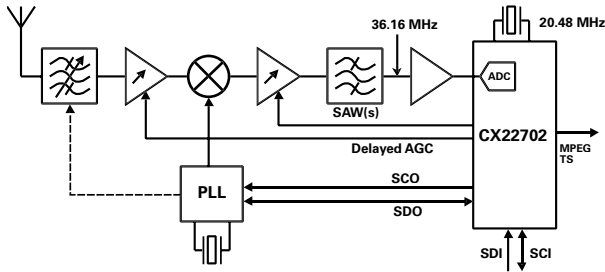 36.16 MHz
20.48 MHz
ADC
SAW(s)
CX22702
Delayed AGC
MPEG
TS
PLL
SCO
SDO
SDI
SCI